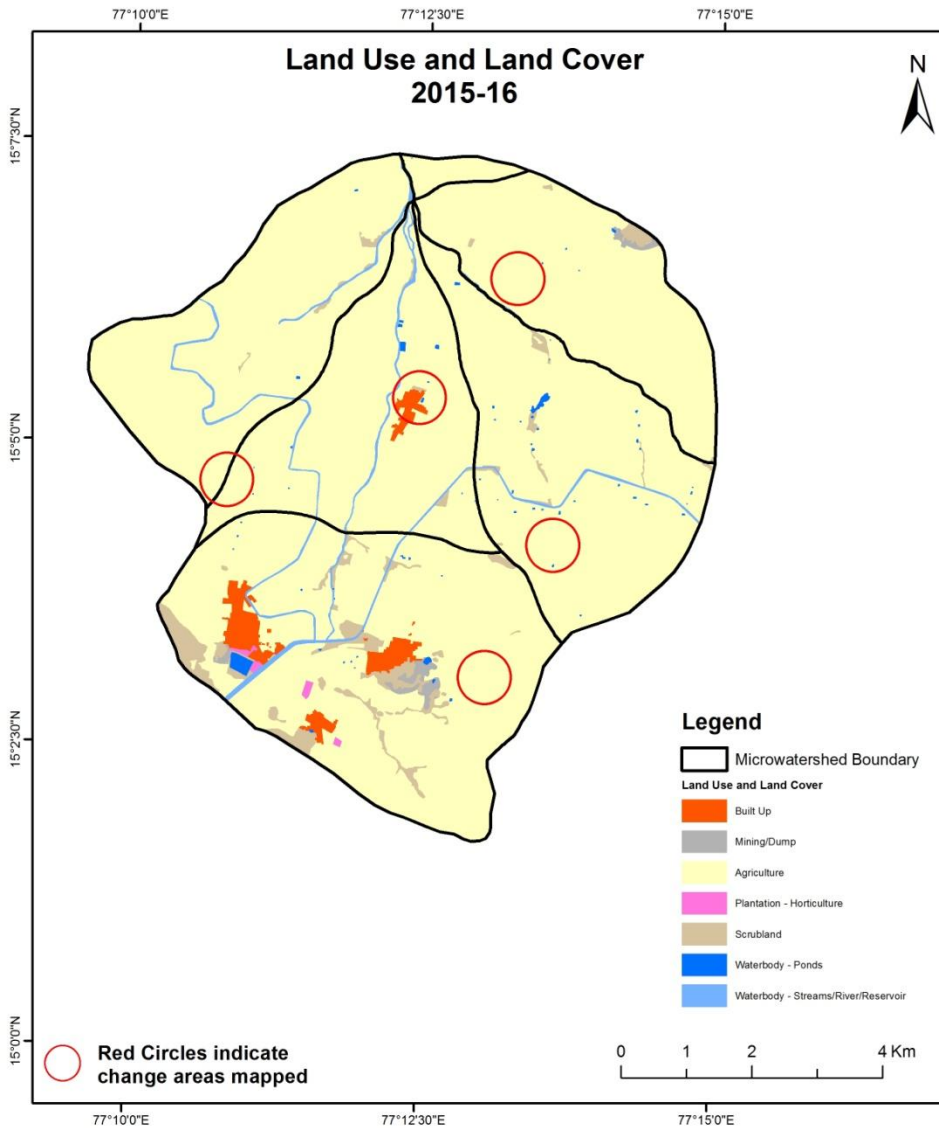 77°10'0"E
77°12'30"E
77°15'0"E
Land Use and Land Cover
2015-16
N
15°7'30"N
15°7'30"N
15°5'0"N
15°2'30"N
15°0'0"N
Legend
Microwatershed Boundary
Land Use and Land Cover
Built Up
Mining/Dump
Agriculture
Plantation - Horticulture
Scrubland
Waterbody - Ponds
Waterbody - Streams/River/Reservoir
Red Circles indicate
change areas mapped
0 1 2 4 Km
77°10'0"E
77°12'30"E
77°15'0"E